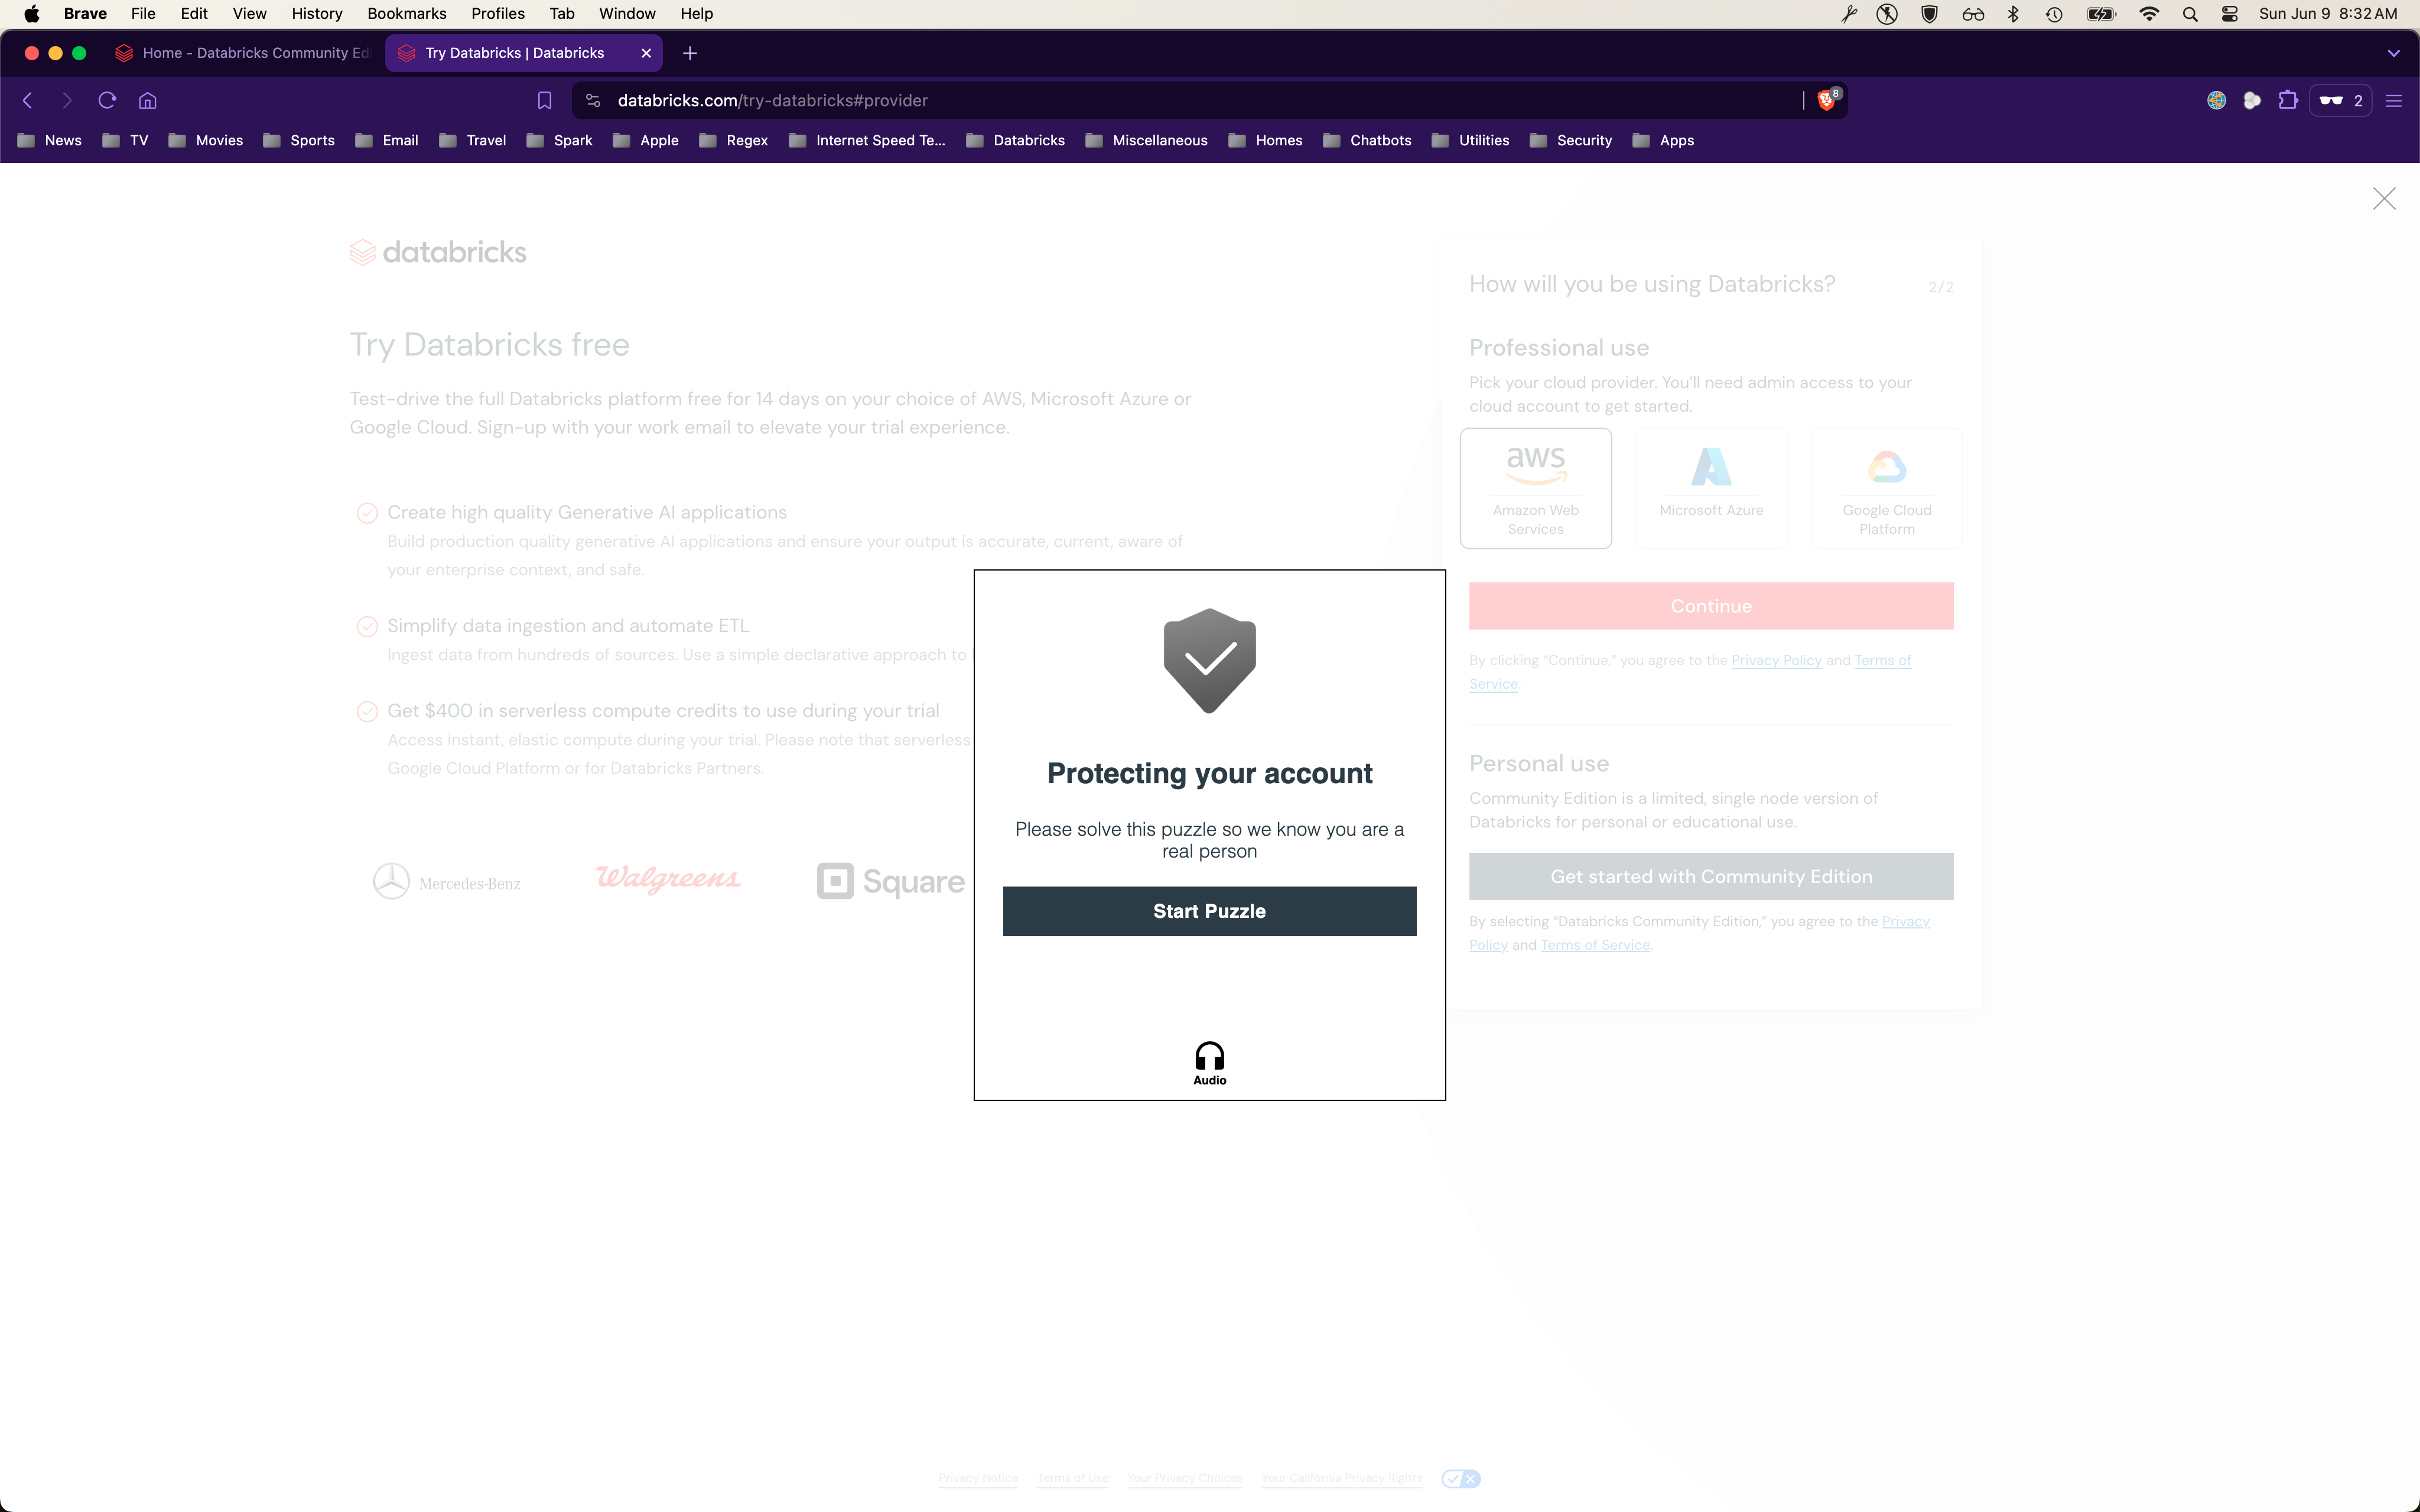 Brave File Edit View History Bookmarks Profiles Tab Window Help Sun Jun 9 8:32 AM
Home - Databricks Community Ed
Try Databricks | Databricks
databricks.com/try-databricks#provider
8
2
News TV Movies Sports Email Travel Spark Apple Regex Internet Speed Te... Databricks Miscellaneous Homes Chatbots Utilities Security Apps
databricks
Try Databricks free
Test-drive the full Databricks platform free for 14 days on your choice of AWS, Microsoft Azure or
Google Cloud. Sign-up with your work email to elevate your trial experience.
Create high quality Generative AI applications
Build production quality generative AI applications and ensure your output is accurate, current, aware of
your enterprise context, and safe.
Simplify data ingestion and automate ETL
Ingest data from hundreds of sources. Use a simple declarative approach to
Get $400 in serverless compute credits to use during your trial
Access instant, elastic compute during your trial. Please note that serverless
Google Cloud Platform or for Databricks Partners.
Mercedes-Benz
Walgreens
Square
Protecting your account
Please solve this puzzle so we know you are a
real person
Start Puzzle
Audio
How will you be using Databricks?
2/2
Professional use
Pick your cloud provider. You'll need admin access to your
cloud account to get started.
aws
Amazon Web
Services
Microsoft Azure
Google Cloud
Platform
Continue
By clicking “Continue,” you agree to the Privacy Policy and Terms of
Service.
Personal use
Community Edition is a limited, single node version of
Databricks for personal or educational use.
Get started with Community Edition
By selecting “Databricks Community Edition,” you agree to the Privacy
Policy and Terms of Service.
Privacy Notice Terms of Use Your Privacy Choices Your California Privacy Rights